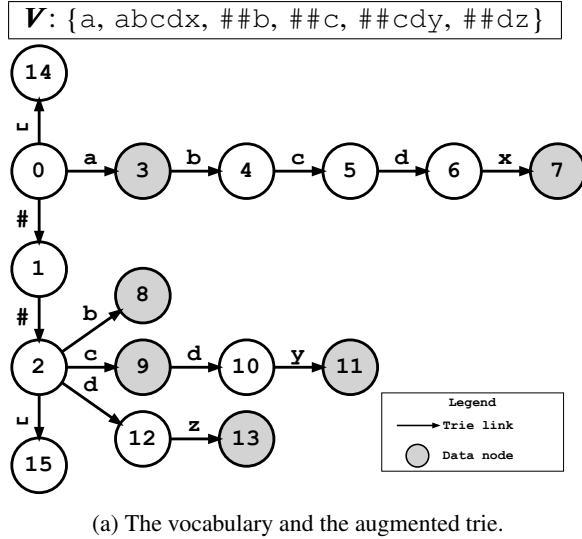 V: {a, abcdx, ##b, ##c, ##cdy, ##dz}
14
␣
0 a 3 b 4 c 5 d 6 x 7
#
1
#
8
b
2 c 9 d 10 y 11
d
␣
12 z 13
15
Legend
Trie link
Data node
(a) The vocabulary and the augmented trie.